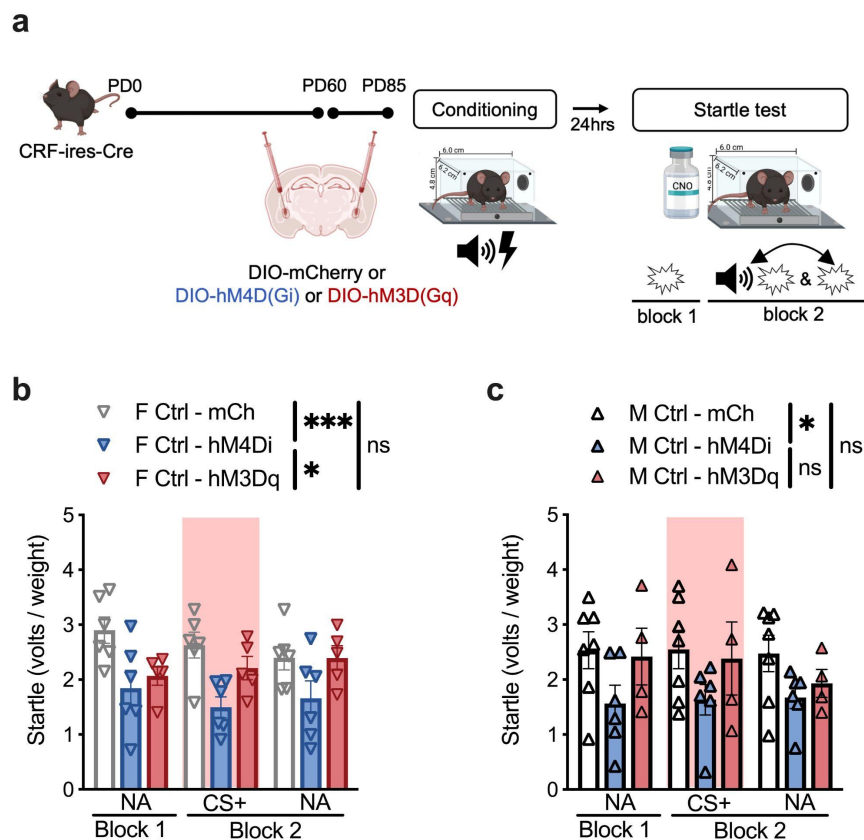 a
PD0
PD60
PD85
Conditioning
24hrs
Startle test
CRF-ires-Cre
6.0 cm
6.2 cm
4.8 cm
CNO
6.0 cm
6.2 cm
4.8 cm
DIO-mCherry or
DIO-hM4D(Gi) or DIO-hM3D(Gq)
&
block 1
block 2
b
F Ctrl - mCh
F Ctrl - hM4Di
F Ctrl - hM3Dq
***
*
ns
Startle (volts / weight)
5
4
3
2
1
0
NA
CS+
NA
Block 1
Block 2
c
M Ctrl - mCh
M Ctrl - hM4Di
M Ctrl - hM3Dq
*
ns
ns
Startle (volts / weight)
5
4
3
2
1
0
NA
CS+
NA
Block 1
Block 2